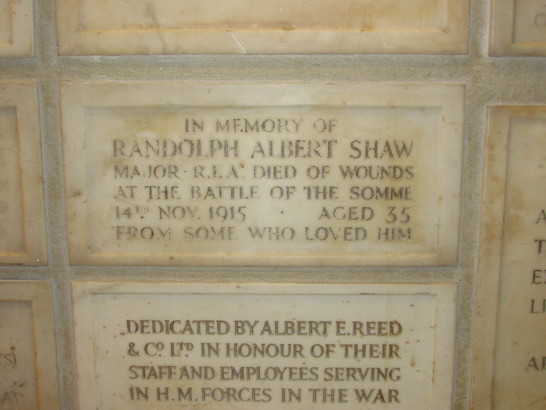 IN MEMORY OF
RANDOLPH ALBERT SHAW
MAJOR · R.F.A. DIED OF WOUNDS
AT THE BATTLE OF THE SOMME
14TH NOV. 1915 · AGED 35
FROM SOME WHO LOVED HIM
DEDICATED BY ALBERT E. REED
& Cº. LTD IN HONOUR OF THEIR
STAFF AND EMPLOYEES SERVING
IN H.M. FORCES IN THE WAR